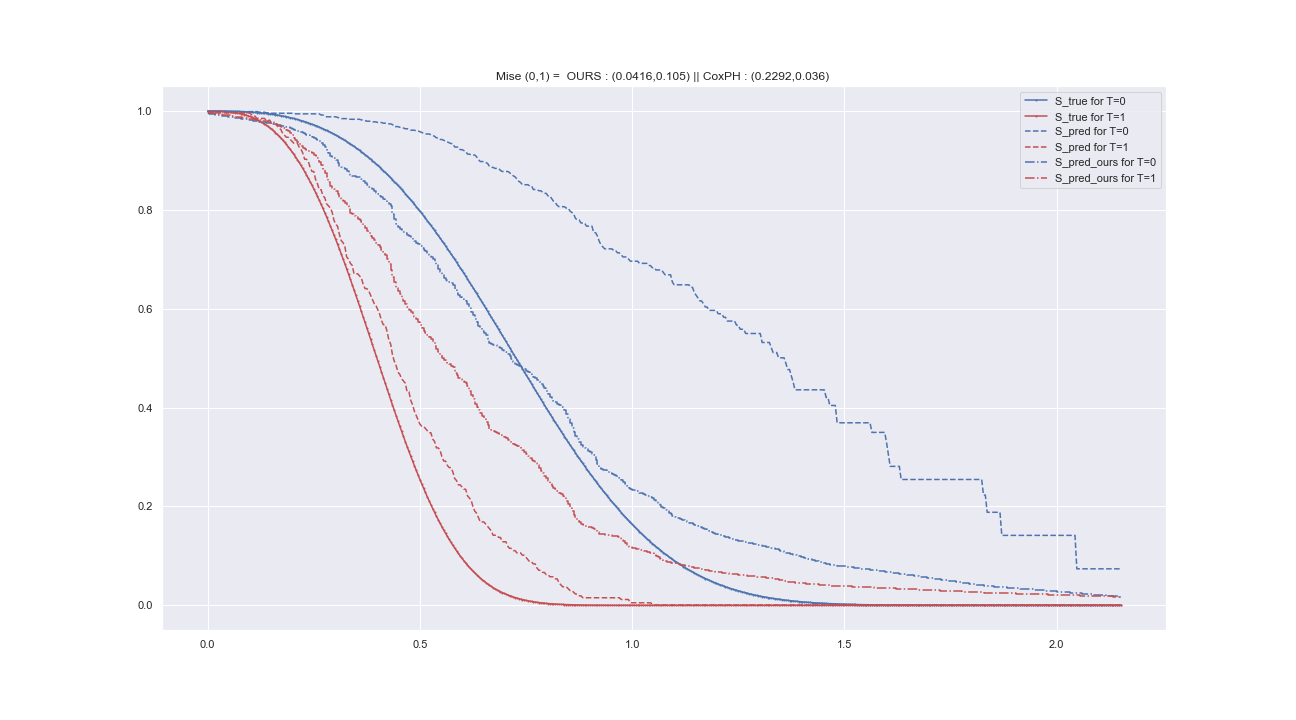 Mise (0,1) = OURS : (0.0416,0.105) || CoxPH : (0.2292,0.036)
S_true for T=0
S_true for T=1
S_pred for T=0
S_pred for T=1
S_pred_ours for T=0
S_pred_ours for T=1
1.0
0.8
0.6
0.4
0.2
0.0
0.0 0.5 1.0 1.5 2.0